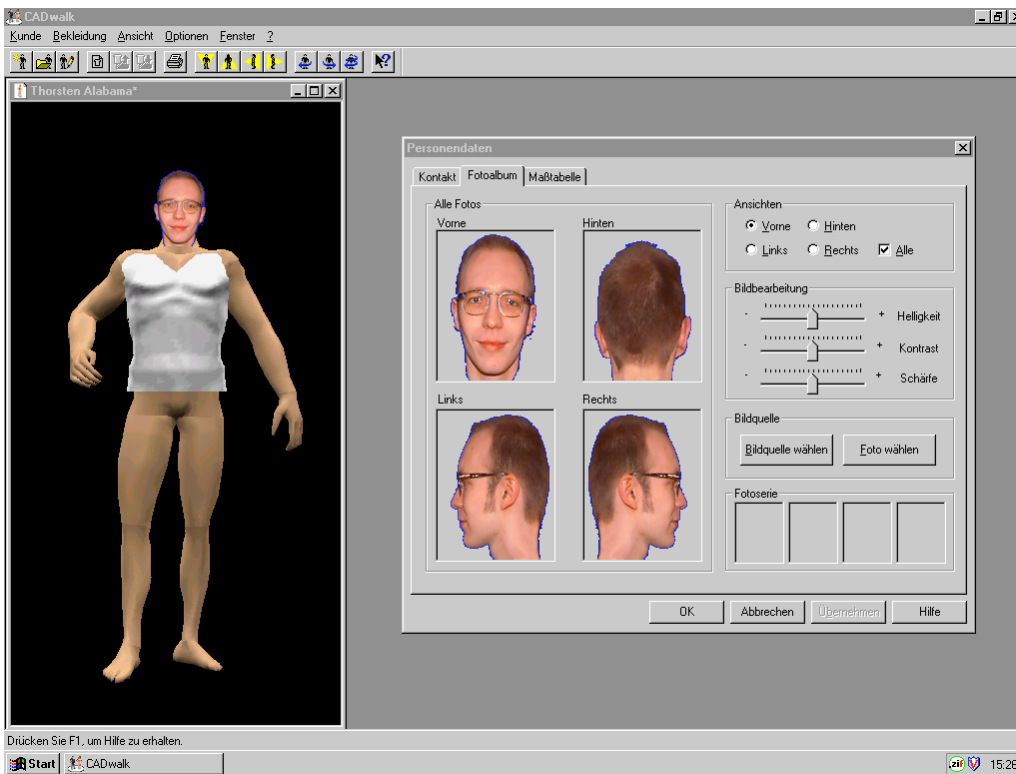 CADwalk
Kunde Bekleidung Ansicht Optionen Fenster ?
Thorsten Alabama*
Personendaten
Kontakt Fotoalbum Maßtabelle
Alle Fotos
Vorne Hinten
Links Rechts
Ansichten
Vorne Hinten
Links Rechts Alle
Bildbearbeitung
- + Helligkeit
- + Kontrast
- + Schärfe
Bildquelle
Bildquelle wählen Foto wählen
Fotoserie
OK Abbrechen Übernehmen Hilfe
Drücken Sie F1, um Hilfe zu erhalten.
Start CADwalk .zif 15:26